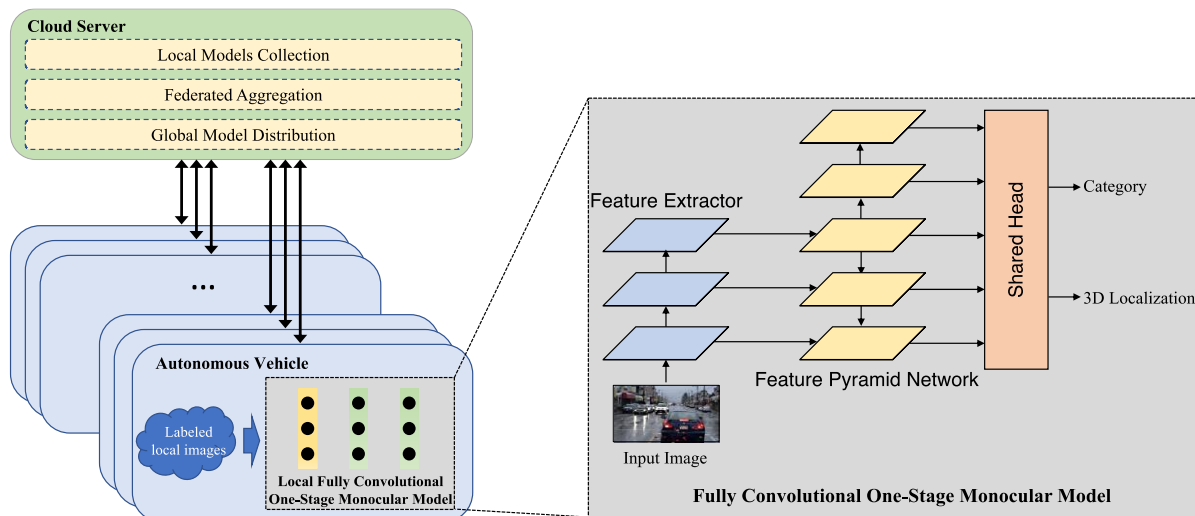 Cloud Server
Local Models Collection
Federated Aggregation
Global Model Distribution
...
Autonomous Vehicle
Labeled
local images
Local Fully Convolutional
One-Stage Monocular Model
Feature Extractor
Feature Pyramid Network
Input Image
Shared Head
Category
3D Localization
Fully Convolutional One-Stage Monocular Model